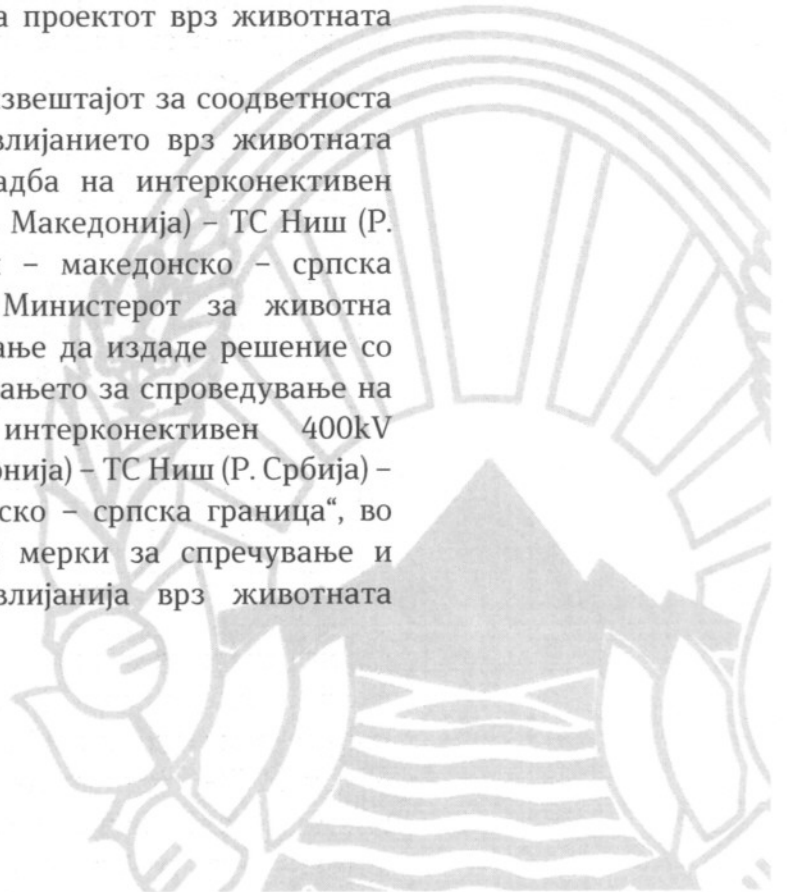 проектот врз животната
звештајот за соодветноста
влијанието врз животната
адба на интерконективен
Македонија) – ТС Ниш (Р.
– македонско – српска
Министерот за животна
ање да издаде решение со
ањето за спроведување на
интерконективен 400kV
онија) – ТС Ниш (Р. Србија) –
ско – српска граница“, во
мерки за спречување и
влијанија врз животната